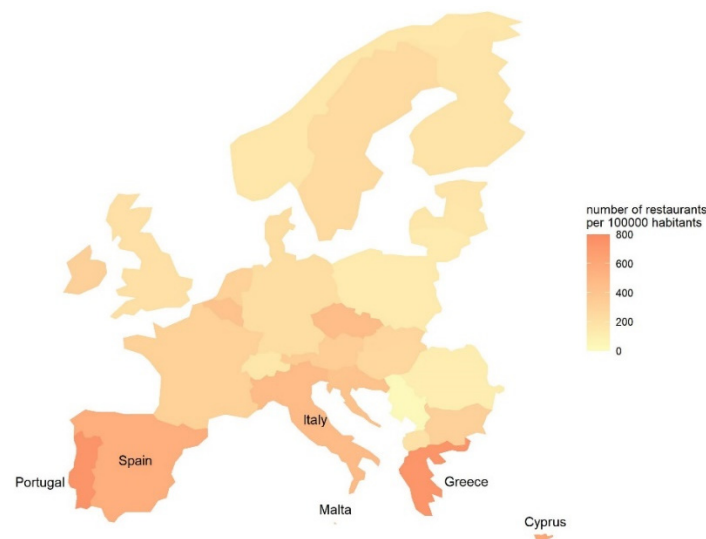 number of restaurants
per 100000 habitants
800
600
400
200
0
Italy
Spain
Portugal
Greece
Malta
Cyprus